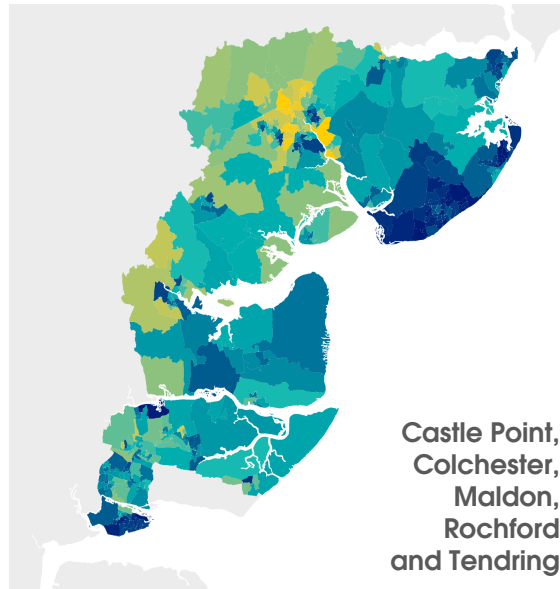 Castle Point,
Colchester,
Maldon,
Rochford
and Tendring